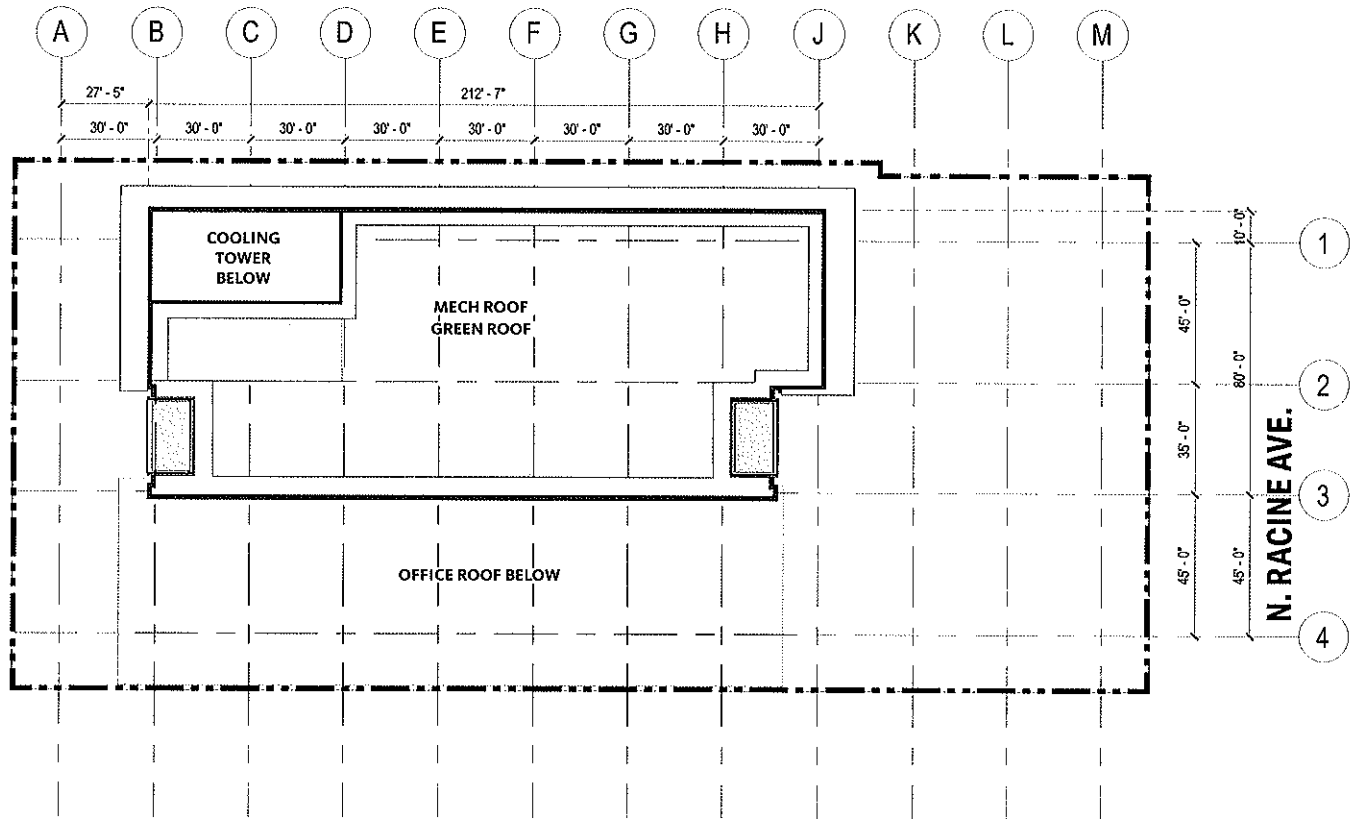 A B C D E F G H J K L M
27' - 5" 212' - 7"
30' - 0" 30' - 0" 30' - 0" 30' - 0" 30' - 0" 30' - 0" 30' - 0" 30' - 0"
COOLING
TOWER
BELOW
MECH ROOF
GREEN ROOF
OFFICE ROOF BELOW
10' - 0"
45' - 0"
80' - 0"
35' - 0"
45' - 0"
45' - 0"
1
2
3
4
N. RACINE AVE.